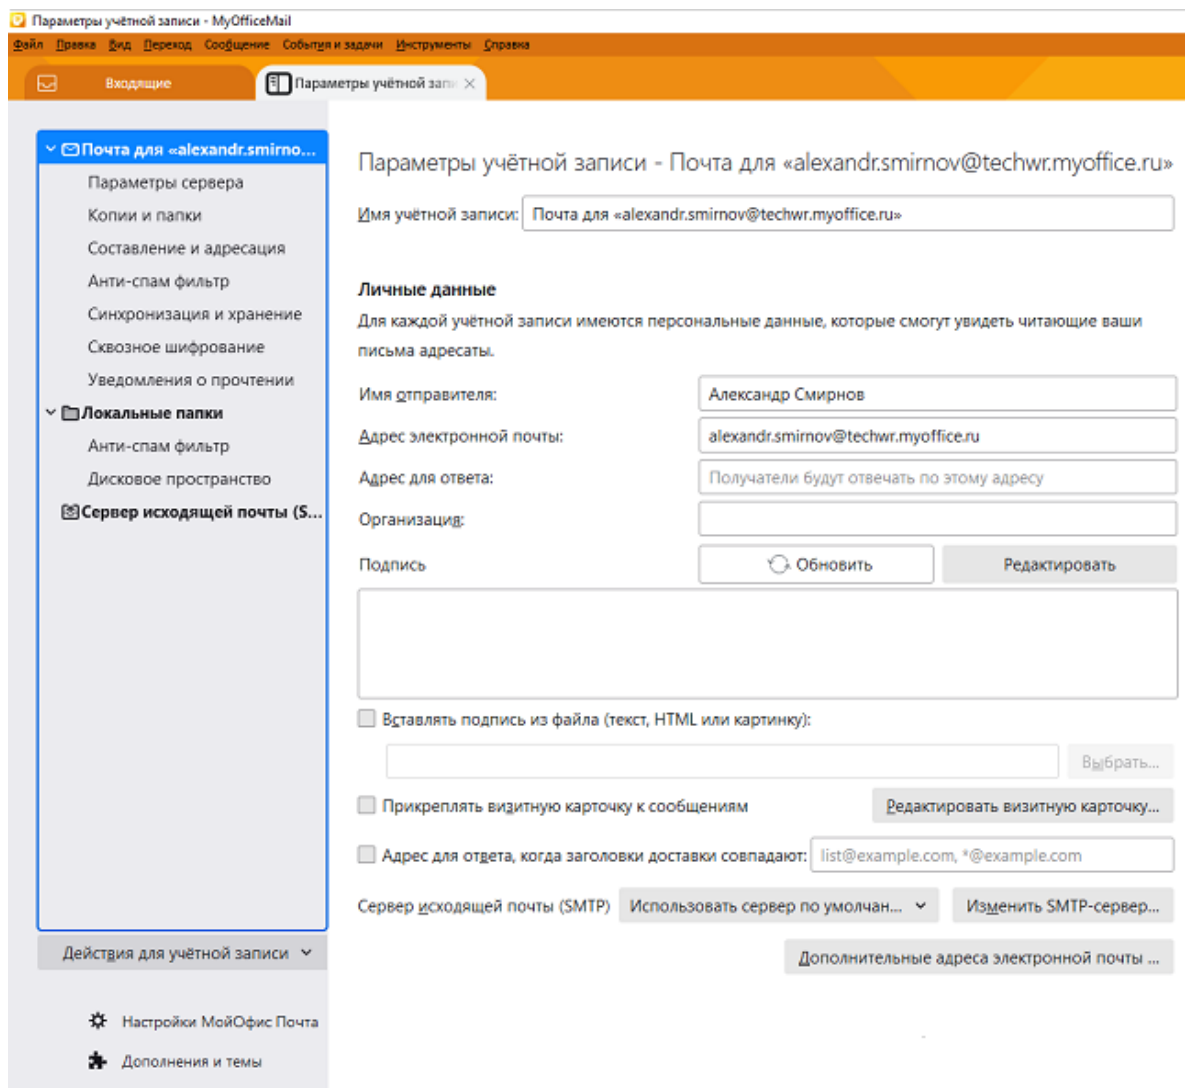 Параметры учётной записи - MyOfficeMail
Файл Правка Вид Переход Сообщение События и задачи Инструменты Справка
Входящие
Параметры учётной запи
Почта для «alexandr.smirno...
Параметры сервера
Копии и папки
Составление и адресация
Анти-спам фильтр
Синхронизация и хранение
Сквозное шифрование
Уведомления о прочтении
Локальные папки
Анти-спам фильтр
Дисковое пространство
Сервер исходящей почты (S...
Действия для учётной записи
Настройки МойОфис Почта
Дополнения и темы
Параметры учётной записи - Почта для «alexandr.smirnov@techwr.myoffice.ru»
Имя учётной записи: Почта для «alexandr.smirnov@techwr.myoffice.ru»
Личные данные
Для каждой учётной записи имеются персональные данные, которые смогут увидеть читающие ваши
письма адресаты.
Имя отправителя: Александр Смирнов
Адрес электронной почты: alexandr.smirnov@techwr.myoffice.ru
Адрес для ответа: Получатели будут отвечать по этому адресу
Организация:
Подпись Обновить Редактировать
Вставлять подпись из файла (текст, HTML или картинку):
Выбрать...
Прикреплять визитную карточку к сообщениям Редактировать визитную карточку...
Адрес для ответа, когда заголовки доставки совпадают: list@example.com, *@example.com
Сервер исходящей почты (SMTP) Использовать сервер по умолчан... Изменить SMTP-сервер...
Дополнительные адреса электронной почты ...